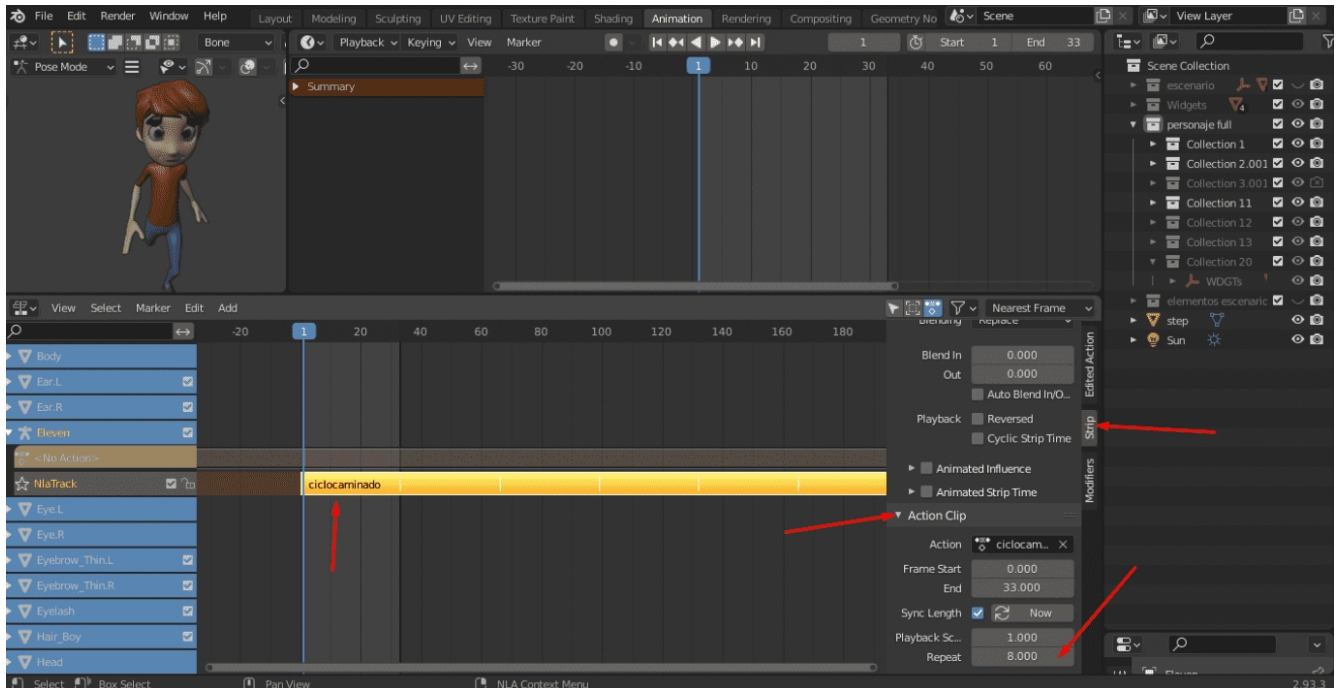 File Edit Render Window Help Layout Modeling Sculpting UV Editing Texture Paint Shading Animation Rendering Compositing Geometry No Scene View Layer
Bone Playback Keying View Marker 1 Start 1 End 33
Pose Mode -30 -20 -10 1 10 20 30 40 50 60
Summary
Scene Collection
escenario
Widgets 4
personaje full
Collection 1
Collection 2.001
Collection 3.001
Collection 11
Collection 12
Collection 13
Collection 20
WDGTs
elementos escenaric
step
Sun
View Select Marker Edit Add Nearest Frame
-20 1 20 40 60 80 100 120 140 160 180
Body
Ear.L
Ear.R
Eleven
<No Action>
NlaTrack
ciclocaminado
Eye.L
Eye.R
Eyebrow_Thin.L
Eyebrow_Thin.R
Eyelash
Hair_Boy
Head
Blending Replace
Blend In 0.000
Out 0.000
Auto Blend In/O...
Playback Reversed
Cyclic Strip Time
Animated Influence
Animated Strip Time
Action Clip
Action ciclocam...
Frame Start 0.000
End 33.000
Sync Length Now
Playback Sc... 1.000
Repeat 8.000
Edited Action
Strip
Modifiers
Eleven
Select Box Select Pan View NLA Context Menu 2.93.3